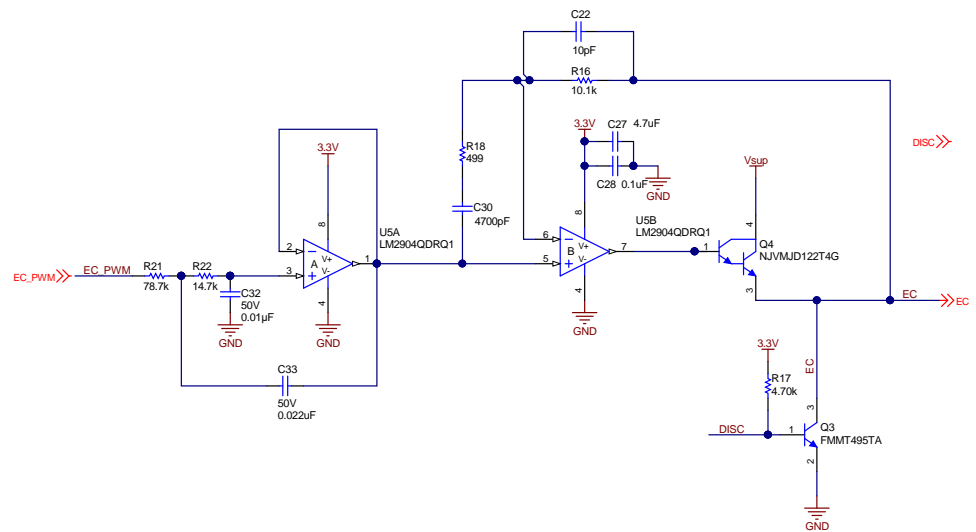 C22
10pF
R16
10.1k
3.3V
C27 4.7uF
DISC
R18
499
3.3V
C28 0.1uF
GND
Vsup
C30
4700pF
8
U5A
LM2904QDRQ1
8
U5B
LM2904QDRQ1
4
2
V+
A
V-
1
6
V+
B
V-
7
1
Q4
NJVMJD122T4G
EC_PWM
EC_PWM
R21
78.7k
R22
14.7k
3
5
3
C32
50V
0.01µF
4
4
EC
EC
GND
GND
GND
3.3V
EC
C33
50V
0.022uF
R17
4.70k
3
DISC
1
Q3
FMMT495TA
2
GND